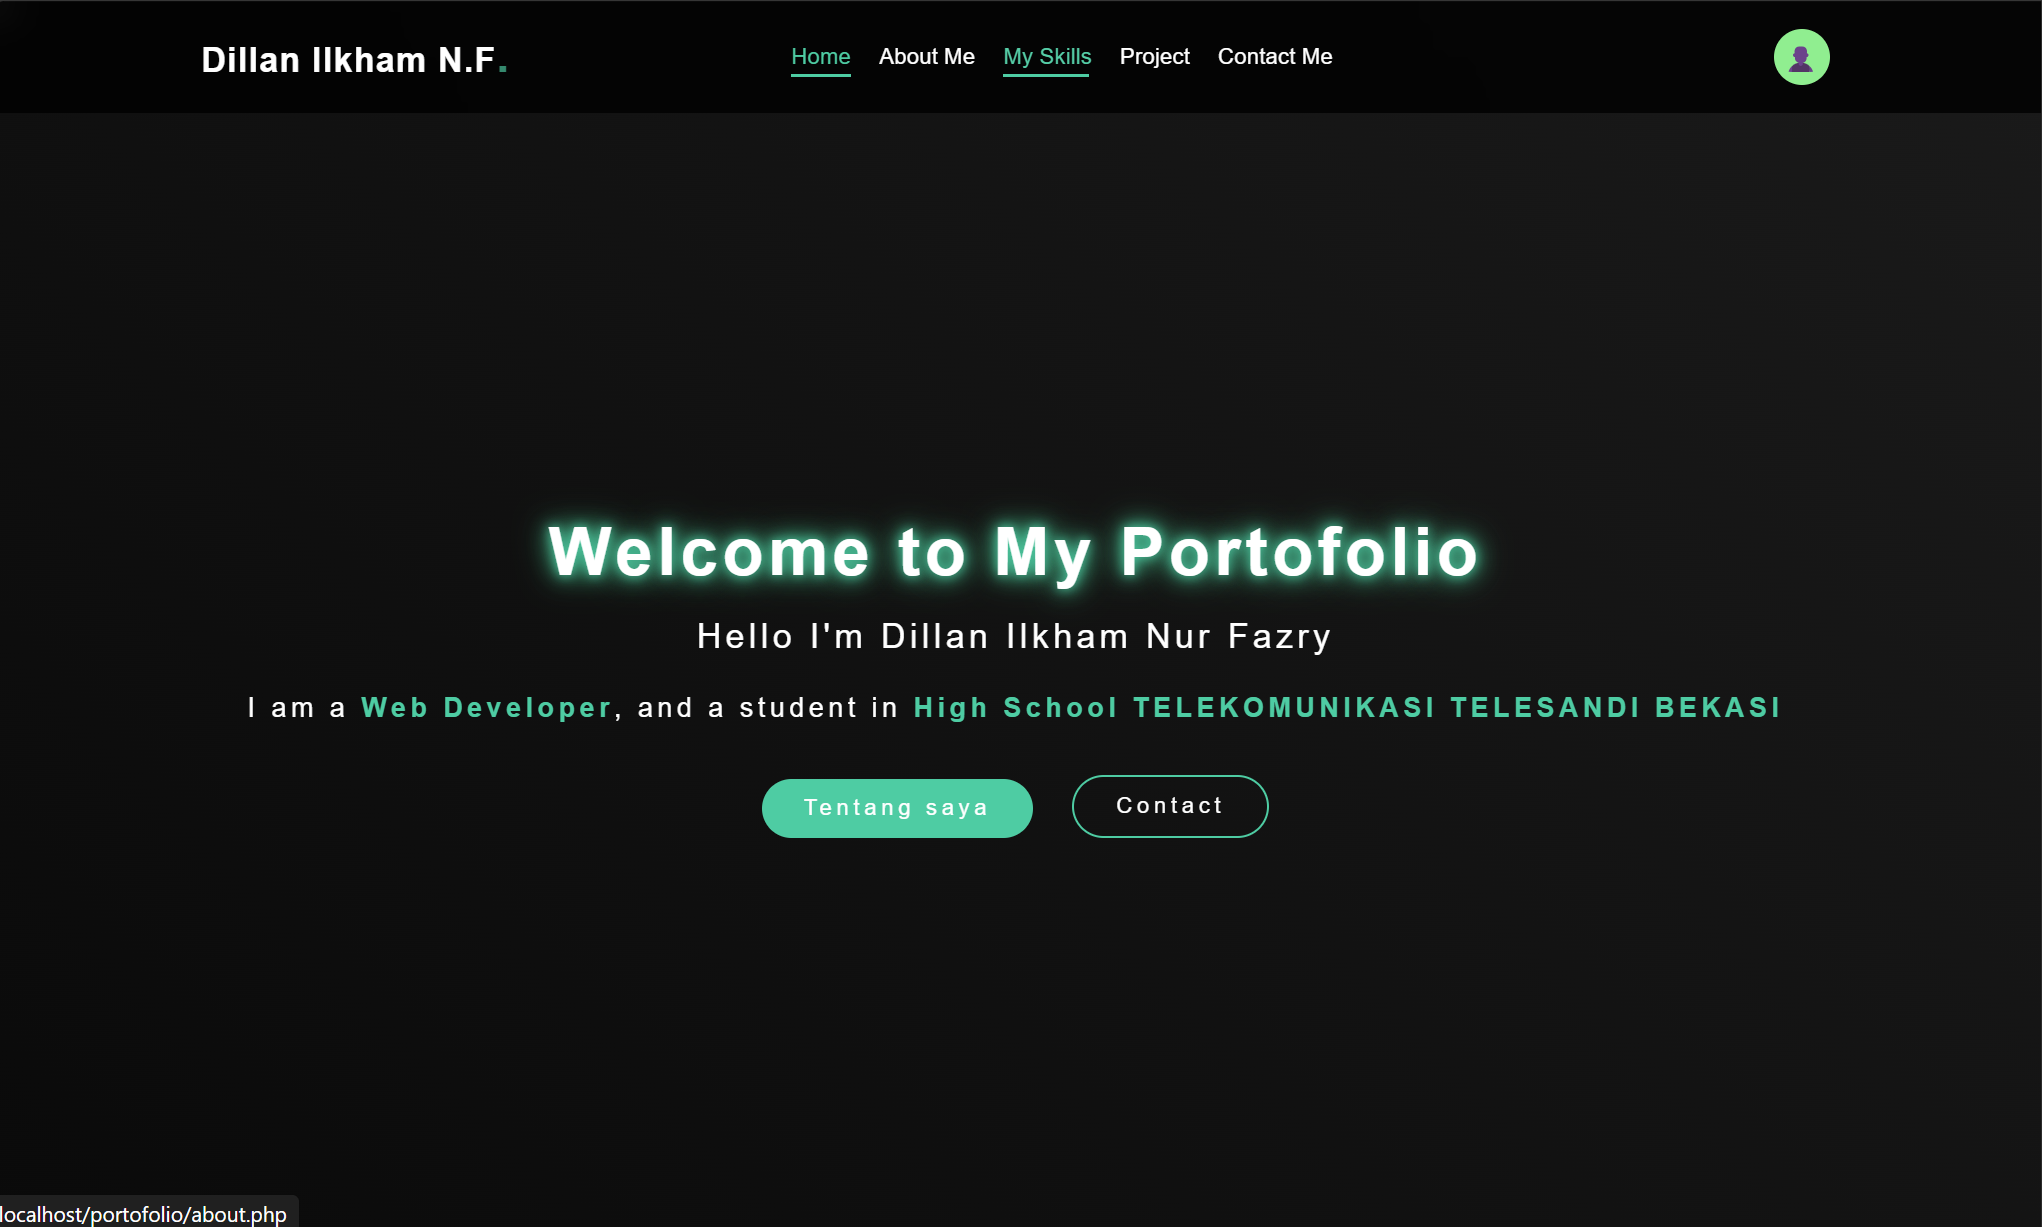 Dillan Ilkham N.F.
Home About Me My Skills Project Contact Me
Welcome to My Portofolio
Hello I'm Dillan Ilkham Nur Fazry
I am a Web Developer, and a student in High School TELEKOMUNIKASI TELESANDI BEKASI
Tentang saya Contact
localhost/portofolio/about.php